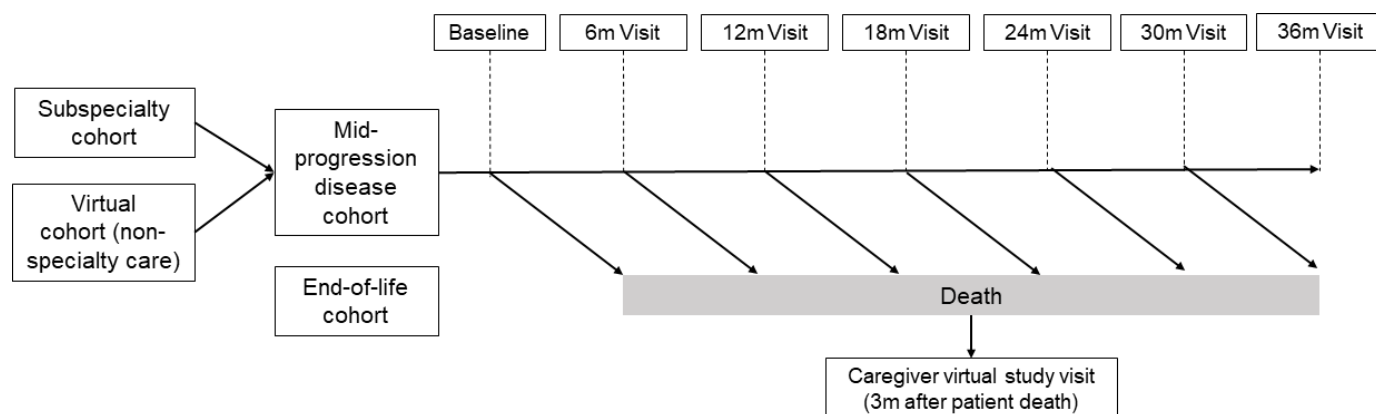 Baseline
6m Visit
12m Visit
18m Visit
24m Visit
30m Visit
36m Visit
Subspecialty
cohort
Virtual
cohort (non-
specialty care)
Mid-
progression
disease
cohort
End-of-life
cohort
Death
Caregiver virtual study visit
(3m after patient death)